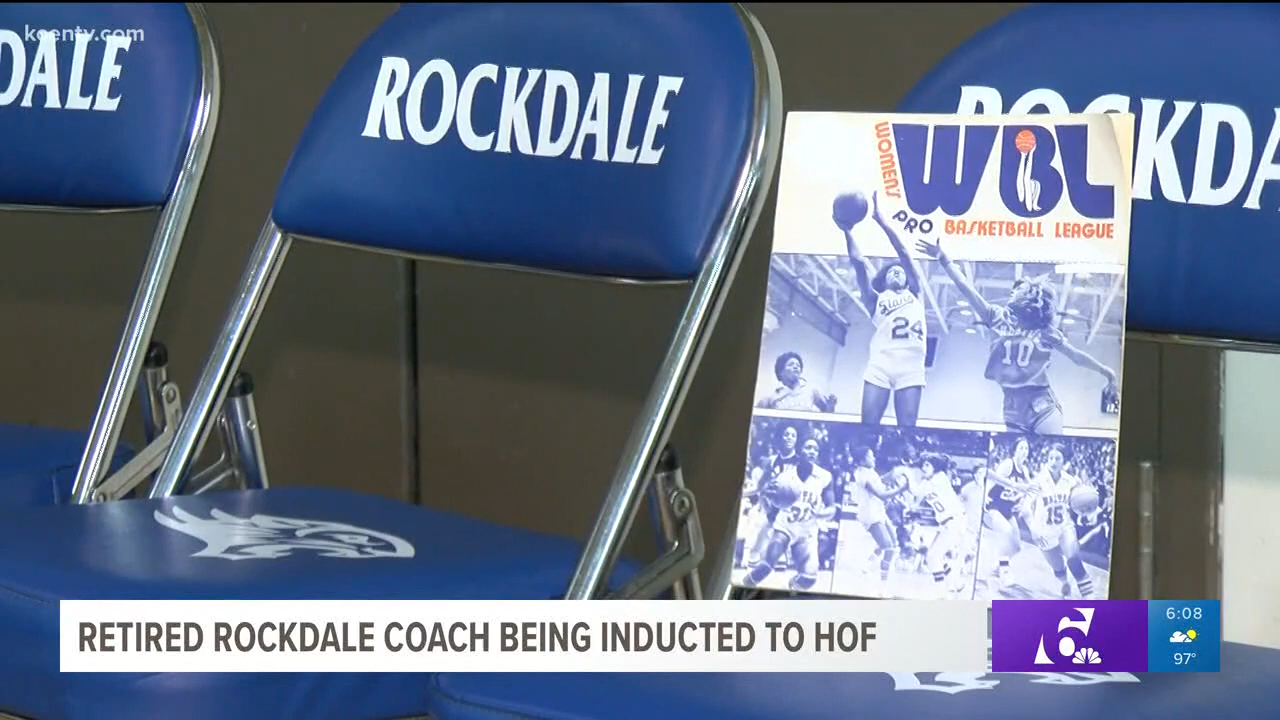 kcentv.com
DALE
ROCKDALE
ROCKDA
WOMEN'S
WBL
PRO BASKETBALL LEAGUE
Stars
24
10
15
RETIRED ROCKDALE COACH BEING INDUCTED TO HOF
6
6:08
97°